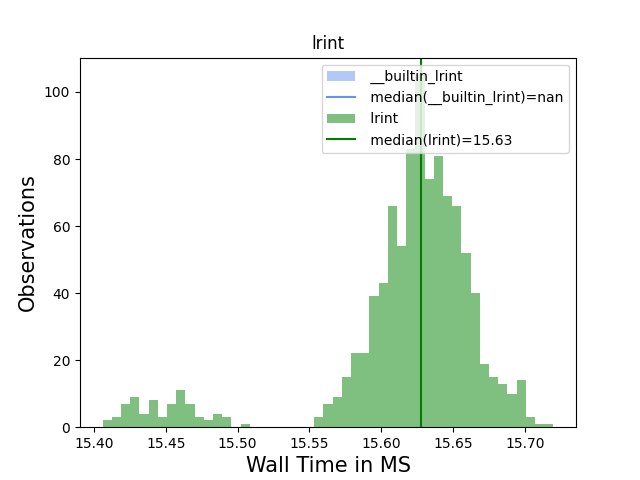 lrint
__builtin_lrint
median(__builtin_lrint)=nan
lrint
median(lrint)=15.63
Observations
100
80
60
40
20
0
15.40 15.45 15.50 15.55 15.60 15.65 15.70
Wall Time in MS